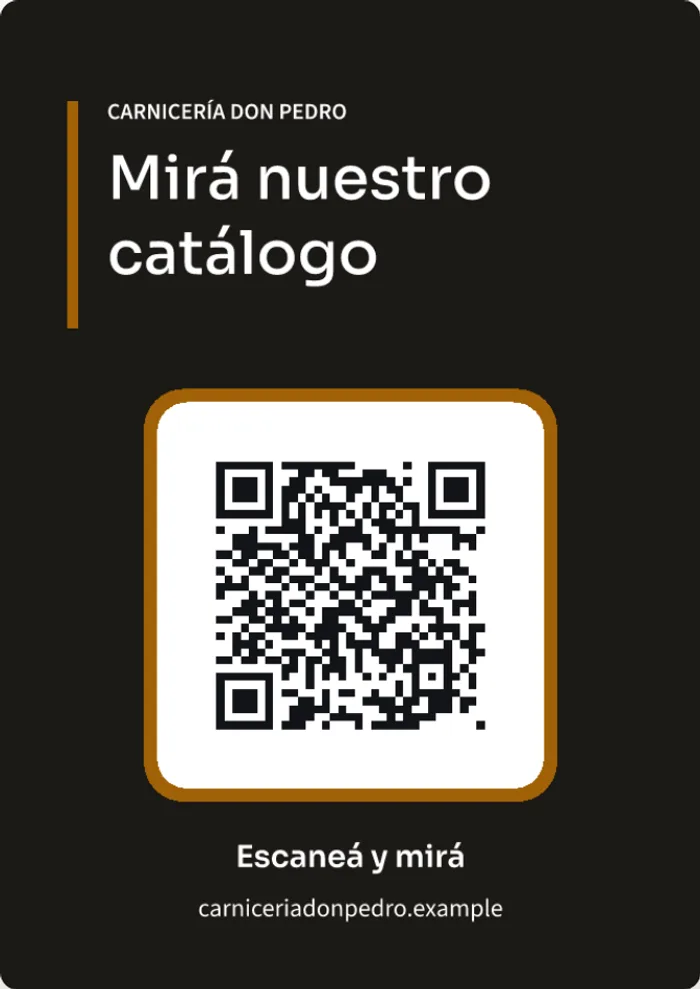 CARNICERÍA DON PEDRO
Mirá nuestro
catálogo
Escaneá y mirá
carniceriadonpedro.example